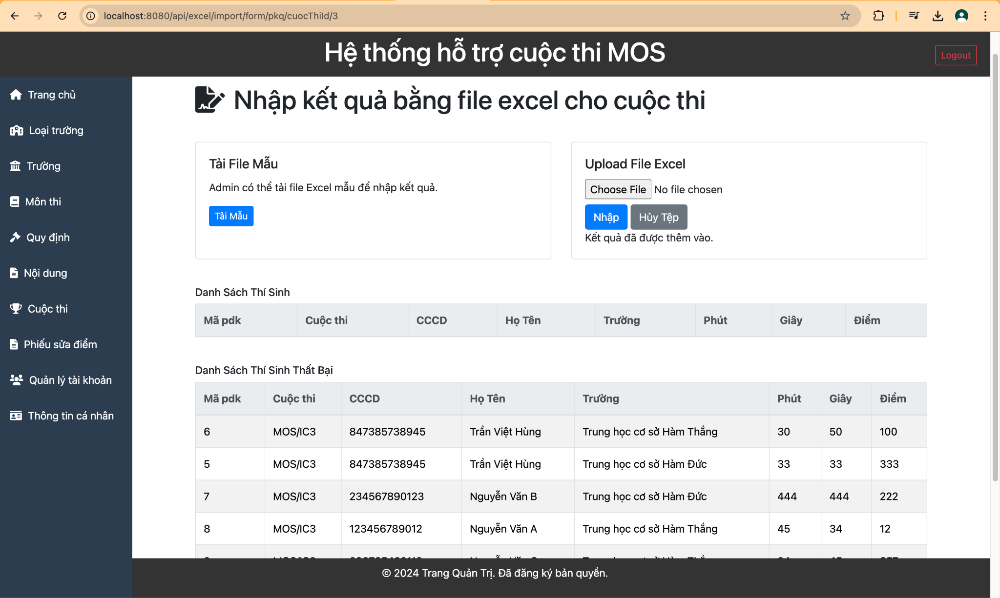 localhost:8080/api/excel/import/form/pkq/cuocThiId/3
Hệ thống hỗ trợ cuộc thi MOS
Logout
Trang chủ
Loại trường
Trường
Môn thi
Quy định
Nội dung
Cuộc thi
Phiếu sửa điểm
Quản lý tài khoản
Thông tin cá nhân
Nhập kết quả bằng file excel cho cuộc thi
Tải File Mẫu
Admin có thể tải file Excel mẫu để nhập kết quả.
Tải Mẫu
Upload File Excel
Choose File No file chosen
Nhập Hủy Tệp
Kết quả đã được thêm vào.
Danh Sách Thí Sinh
Mã pdk Cuộc thi CCCD Họ Tên Trường Phút Giây Điểm
Danh Sách Thí Sinh Thất Bại
Mã pdk Cuộc thi CCCD Họ Tên Trường Phút Giây Điểm
6 MOS/IC3 847385738945 Trần Việt Hùng Trung học cơ sở Hàm Thắng 30 50 100
5 MOS/IC3 847385738945 Trần Việt Hùng Trung học cơ sở Hàm Đức 33 33 333
7 MOS/IC3 234567890123 Nguyễn Văn B Trung học cơ sở Hàm Đức 444 444 222
8 MOS/IC3 123456789012 Nguyễn Văn A Trung học cơ sở Hàm Thắng 45 34 12
© 2024 Trang Quản Trị. Đã đăng ký bản quyền.